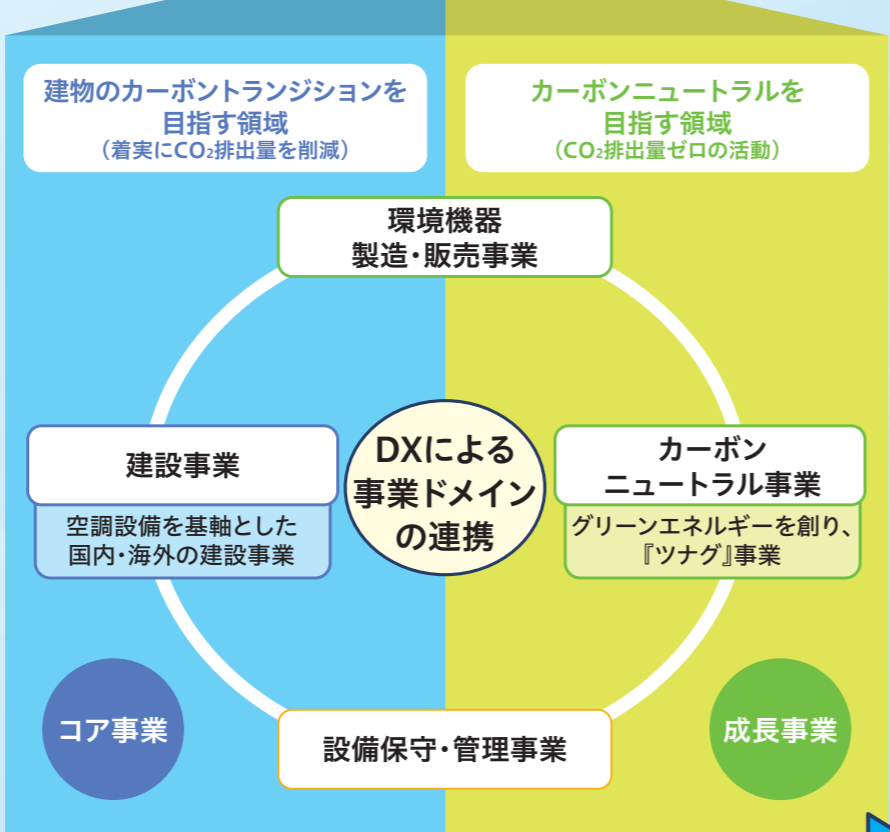 建物のカーボントランジションを
目指す領域
（着実にCO₂排出量を削減）
カーボンニュートラルを
目指す領域
（CO₂排出量ゼロの活動）
環境機器
製造・販売事業
建設事業
空調設備を基軸とした
国内・海外の建設事業
DXによる
事業ドメイン
の連携
カーボン
ニュートラル事業
グリーンエネルギーを創り、
『ツナグ』事業
コア事業
設備保守・管理事業
成長事業